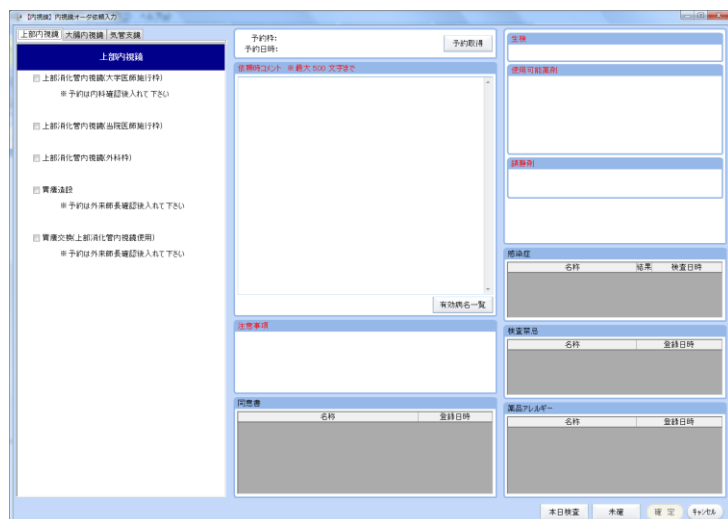 【内視鏡】内視鏡オーダ依頼入力
上部内視鏡 大腸内視鏡 気管支鏡
上部内視鏡
上部消化管内視鏡(大学医師施行枠)
※予約は内科確認後入れて下さい
上部消化管内視鏡(当院医師施行枠)
上部消化管内視鏡(外科枠)
胃瘻造設
※予約は外来師長確認後入れて下さい
胃瘻交換(上部消化管内視鏡使用)
※予約は外来師長確認後入れて下さい
予約枠:
予約日時:
予約取得
依頼時コメント ※最大500文字まで
有効病名一覧
注意事項
同意書
名称 登録日時
生検
使用可能薬剤
鎮静剤
感染症
名称 結果 検査日時
検査禁忌
名称 登録日時
薬品アレルギー
名称 登録日時
本日検査 未確 確定 キャンセル